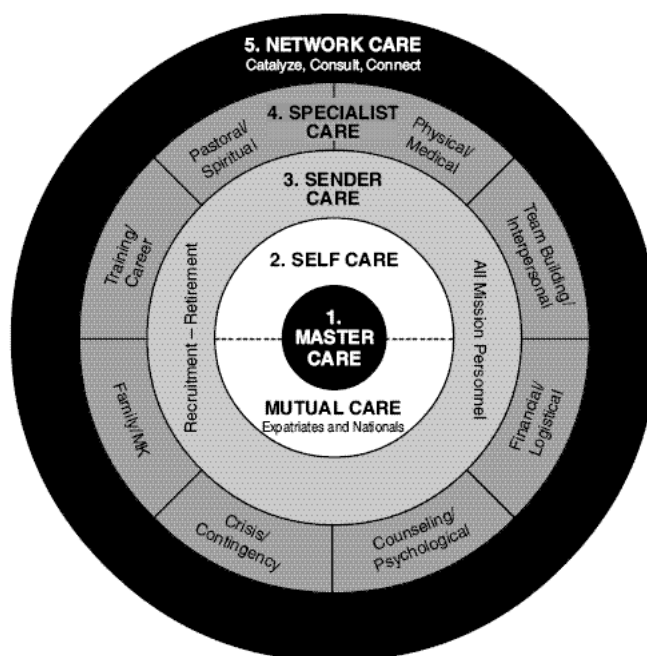 5. NETWORK CARE
Catalyze, Consult, Connect
4. SPECIALIST
CARE
Pastoral/
Spiritual
Physical/
Medical
Training/
Career
Team Building/
Interpersonal
Family/MK
Financial/
Logistical
Crisis/
Contingency
Counseling/
Psychological
3. SENDER
CARE
Recruitment – Retirement
All Mission Personnel
2. SELF CARE
1.
MASTER
CARE
MUTUAL CARE
Expatriates and Nationals